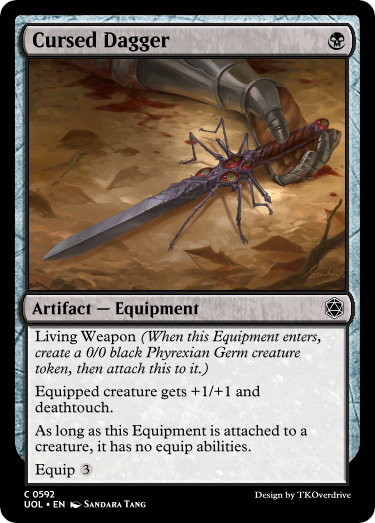 Cursed Dagger
Artifact — Equipment
Living Weapon (When this Equipment enters,
create a 0/0 black Phyrexian Germ creature
token, then attach this to it.)
Equipped creature gets +1/+1 and
deathtouch.
As long as this Equipment is attached to a
creature, it has no equip abilities.
Equip 3
C 0592
UOL • EN Sandara Tang
Design by TKOverdrive